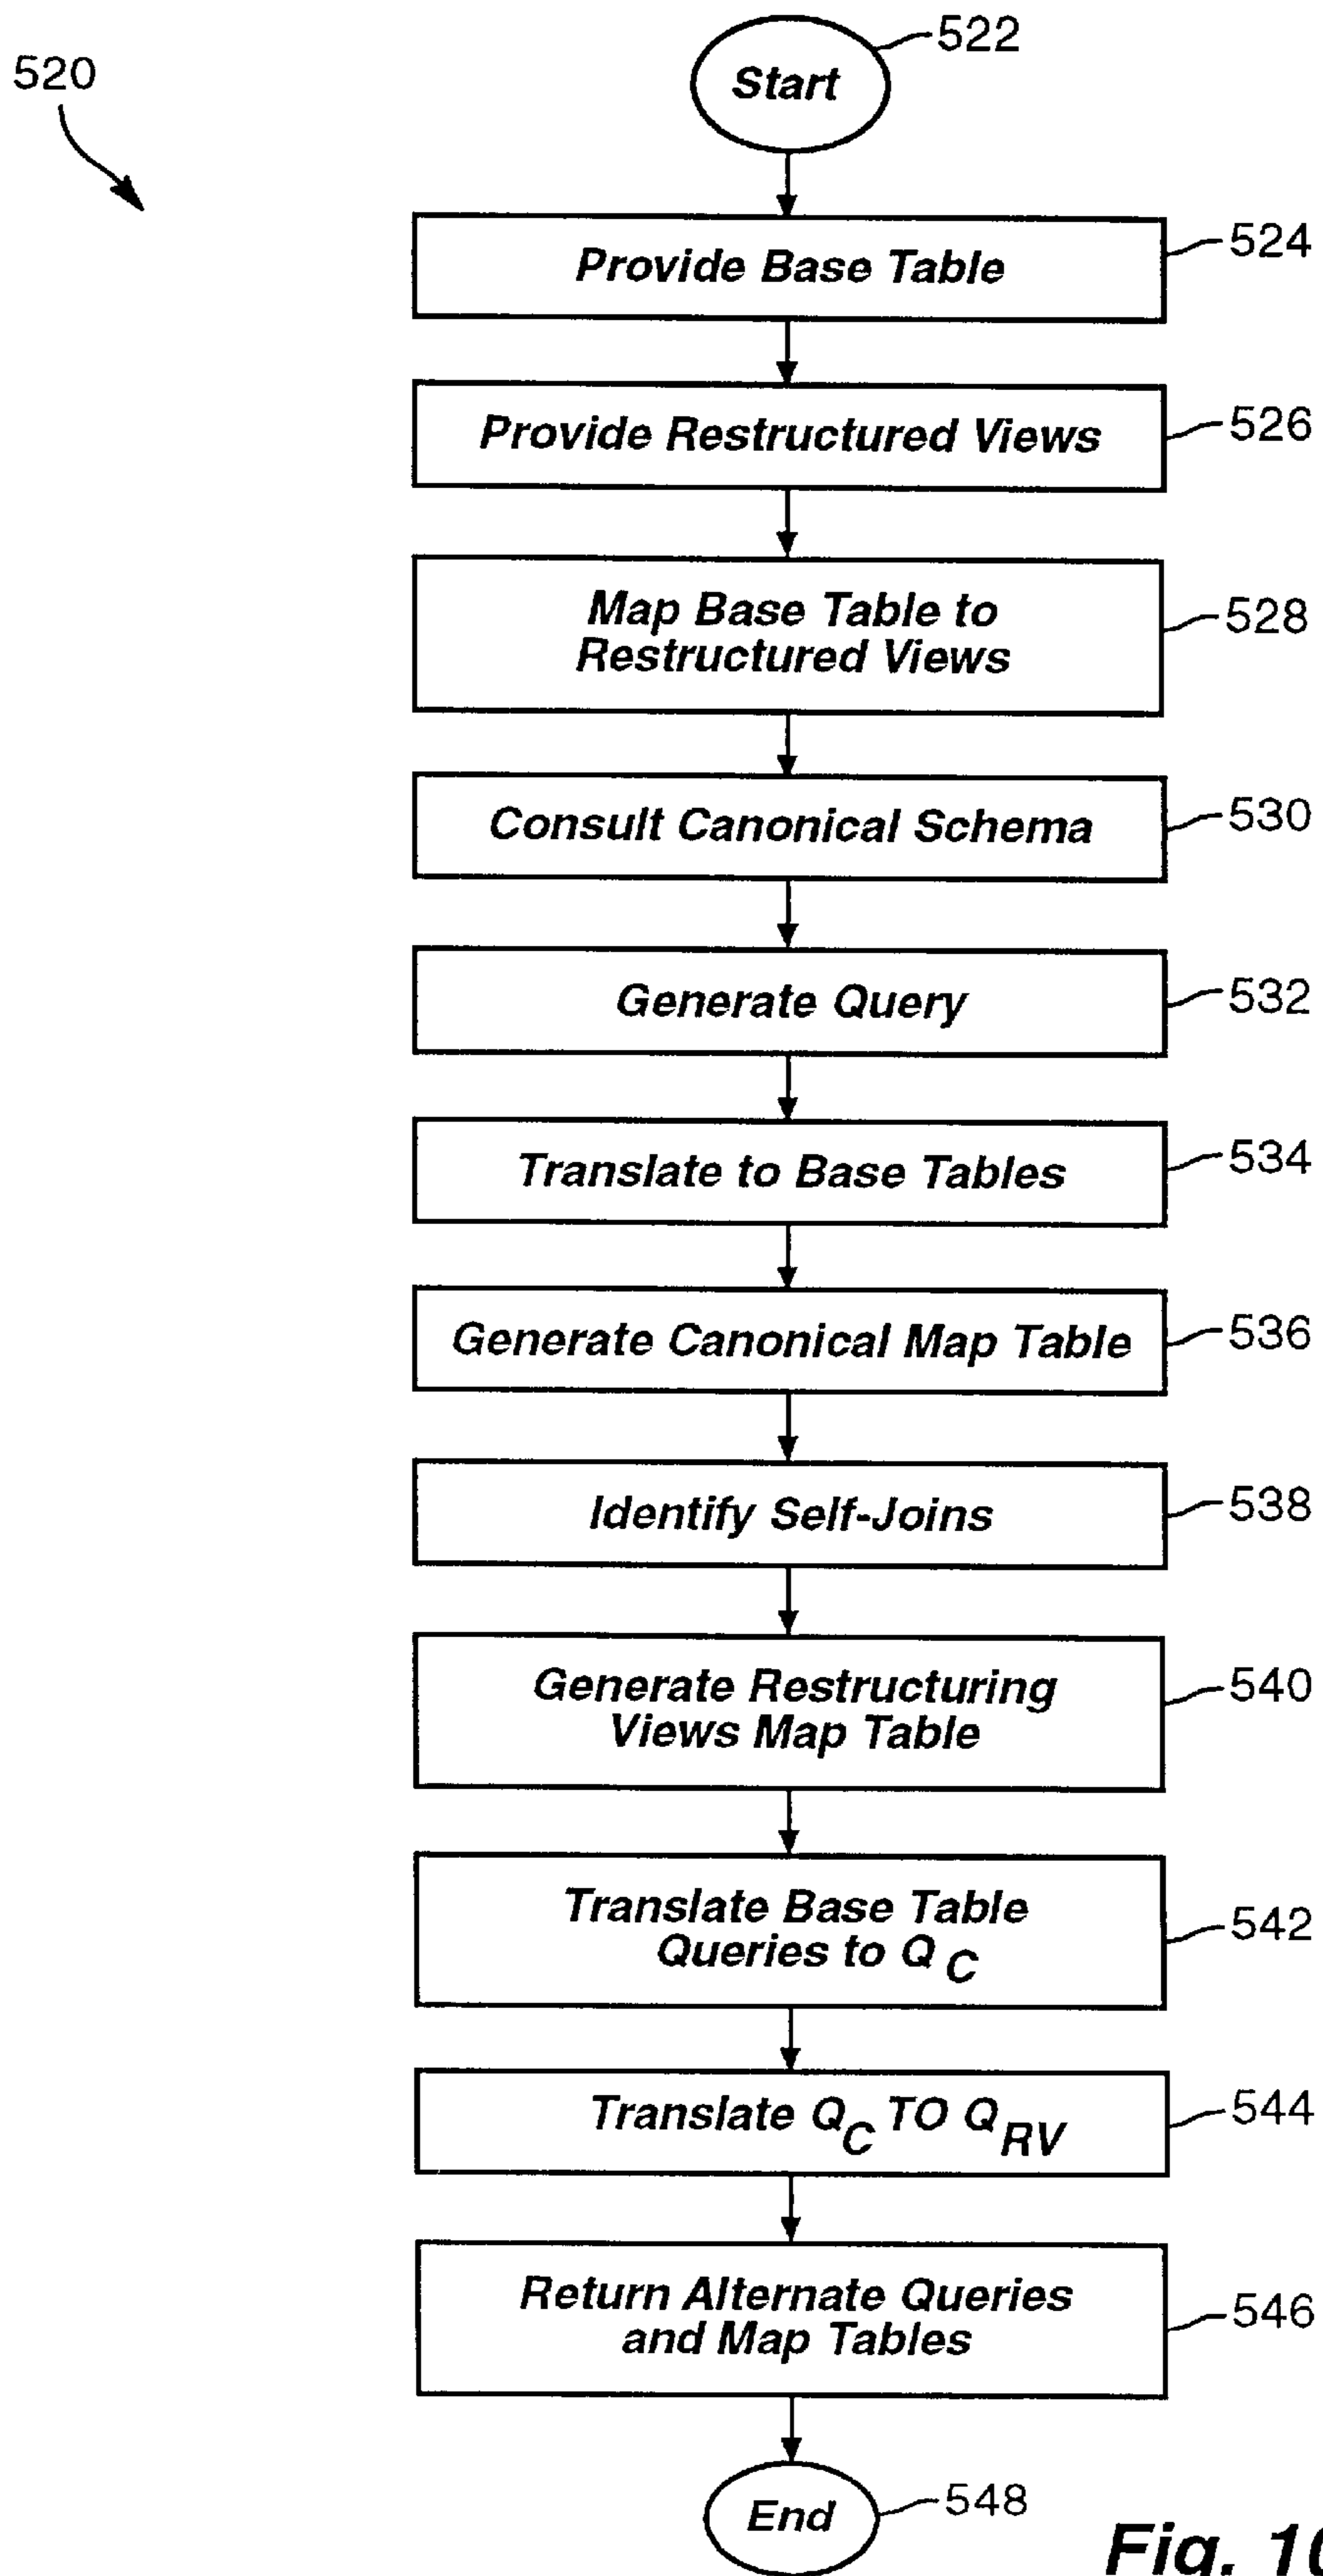 520
Start
522
Provide Base Table
524
Provide Restructured Views
526
Map Base Table to
Restructured Views
528
Consult Canonical Schema
530
Generate Query
532
Translate to Base Tables
534
Generate Canonical Map Table
536
Identify Self-Joins
538
Generate Restructuring
Views Map Table
540
Translate Base Table
Queries to Q C
542
Translate Q C TO Q RV
544
Return Alternate Queries
and Map Tables
546
End
548
Fig. 10